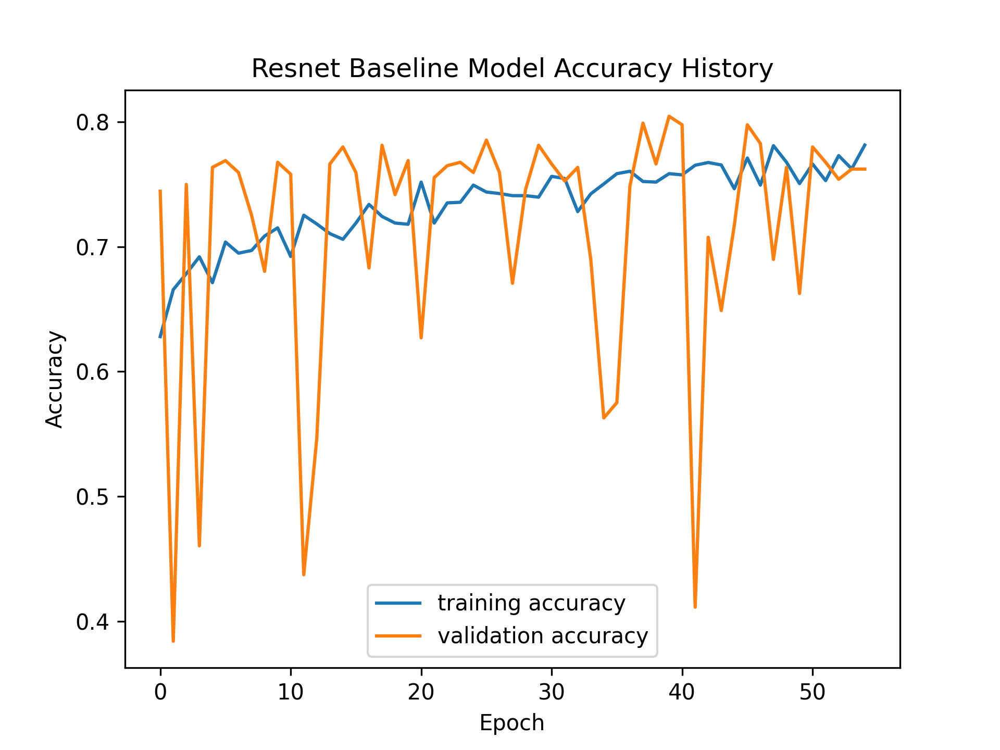 Resnet Baseline Model Accuracy History
0.8
0.7
0.6
0.5
0.4
Accuracy
training accuracy
validation accuracy
0 10 20 30 40 50
Epoch